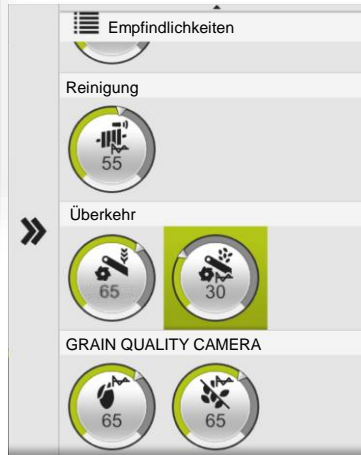 Empfindlichkeiten
Reinigung
55
Überkehr
65 30
GRAIN QUALITY CAMERA
65 65